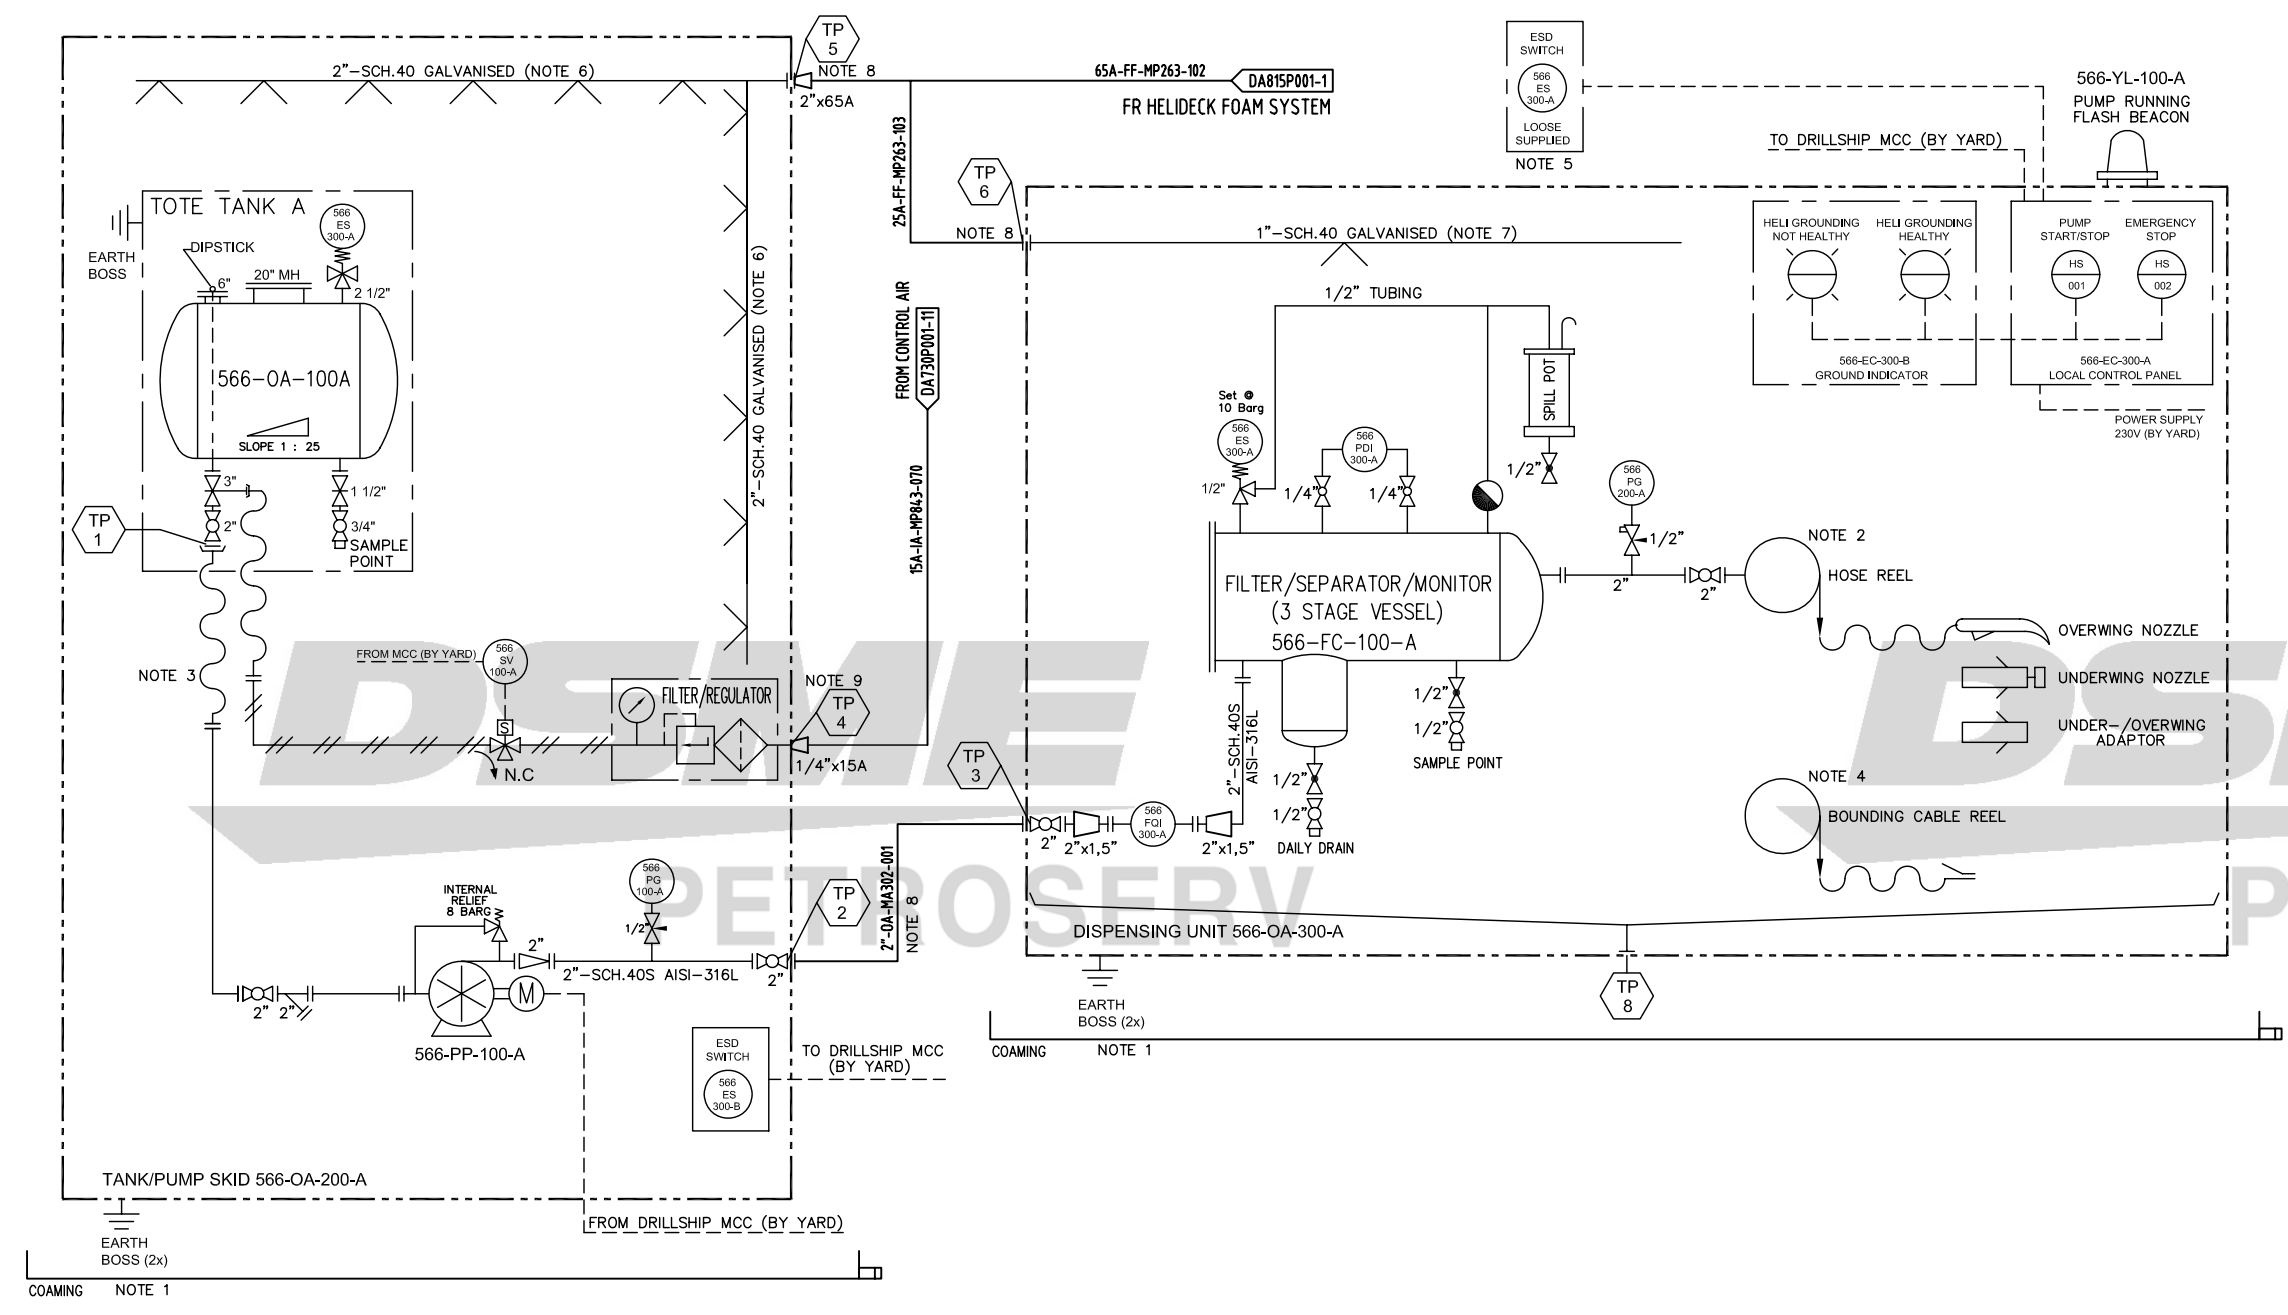 TP
5
2"-SCH.40 GALVANISED (NOTE 6)
NOTE 8
2"x65A
65A-FF-MP263-102
DA815P001-1
FR HELIDECK FOAM SYSTEM
25A-FF-MP263-103
ESD
SWITCH
566
ES
300-A
LOOSE
SUPPLIED
NOTE 5
566-YL-100-A
PUMP RUNNING
FLASH BEACON
TO DRILLSHIP MCC (BY YARD)
TP
6
NOTE 8
1"-SCH.40 GALVANISED (NOTE 7)
TOTE TANK A
566
ES
300-A
EARTH
BOSS
DIPSTICK
6"
20" MH
2 1/2"
566-OA-100A
SLOPE 1 : 25
3"
1 1/2"
2"
3/4"
SAMPLE
POINT
TP
1
2"-SCH.40 GALVANISED (NOTE 6)
FROM CONTROL AIR
DA730P001-11
15A-IA-MP843-070
HELI GROUNDING
NOT HEALTHY
HELI GROUNDING
HEALTHY
566-EC-300-B
GROUND INDICATOR
PUMP
START/STOP
EMERGENCY
STOP
HS
001
HS
002
566-EC-300-A
LOCAL CONTROL PANEL
POWER SUPPLY
230V (BY YARD)
1/2" TUBING
SPILL POT
1/2"
Set @
10 Barg
566
ES
300-A
1/2"
566
PDI
300-A
1/4"
1/4"
566
PG
200-A
1/2"
FILTER/SEPARATOR/MONITOR
(3 STAGE VESSEL)
566-FC-100-A
2"
2"
NOTE 2
HOSE REEL
OVERWING NOZZLE
UNDERWING NOZZLE
UNDER-/OVERWING
ADAPTOR
NOTE 4
BOUNDING CABLE REEL
NOTE 3
FROM MCC (BY YARD)
566
SV
100-A
S
N.C
FILTER/REGULATOR
NOTE 9
TP
4
1/4"x15A
TP
3
2"
2"x1,5"
566
FQI
300-A
2"x1,5"
2"-SCH.40S
AISI-316L
1/2"
1/2"
DAILY DRAIN
1/2"
1/2"
SAMPLE POINT
DSME
PETROSERV
DS
P
INTERNAL
RELIEF
8 BARG
566
PG
100-A
1/2"
2"
2"-SCH.40S AISI-316L
2"
TP
2
2"-OA-MA302-001
NOTE 8
2"
2"
M
566-PP-100-A
DISPENSING UNIT 566-OA-300-A
EARTH
BOSS (2x)
TP
8
COAMING
NOTE 1
ESD
SWITCH
566
ES
300-B
TO DRILLSHIP MCC
(BY YARD)
TANK/PUMP SKID 566-OA-200-A
FROM DRILLSHIP MCC (BY YARD)
EARTH
BOSS (2x)
COAMING
NOTE 1